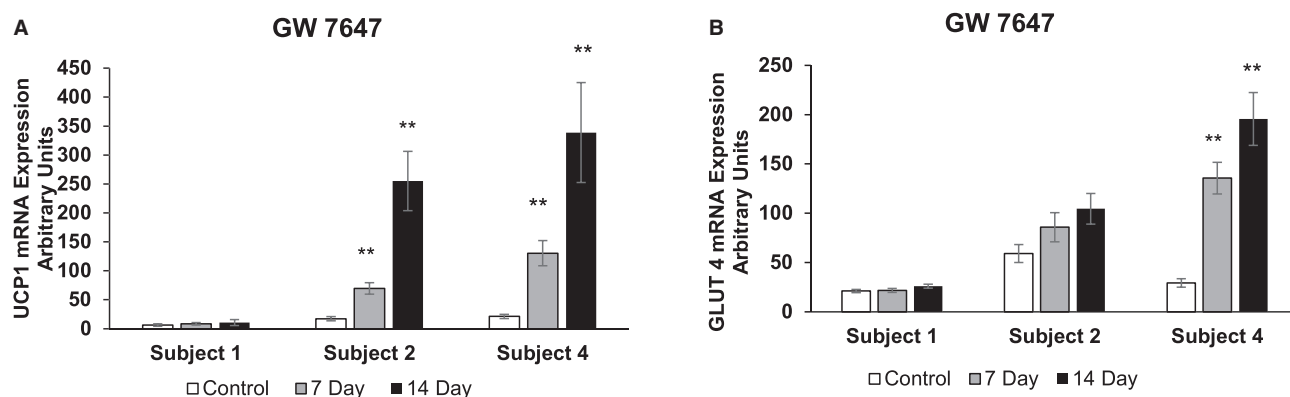 A
GW 7647
UCP1 mRNA Expression
Arbitrary Units
450
400
350
300
250
200
150
100
50
0
**
**
**
**
Subject 1 Subject 2 Subject 4
Control 7 Day 14 Day
B
GW 7647
GLUT 4 mRNA Expression
Arbitrary Units
250
200
150
100
50
0
**
**
Subject 1 Subject 2 Subject 4
Control 7 Day 14 Day